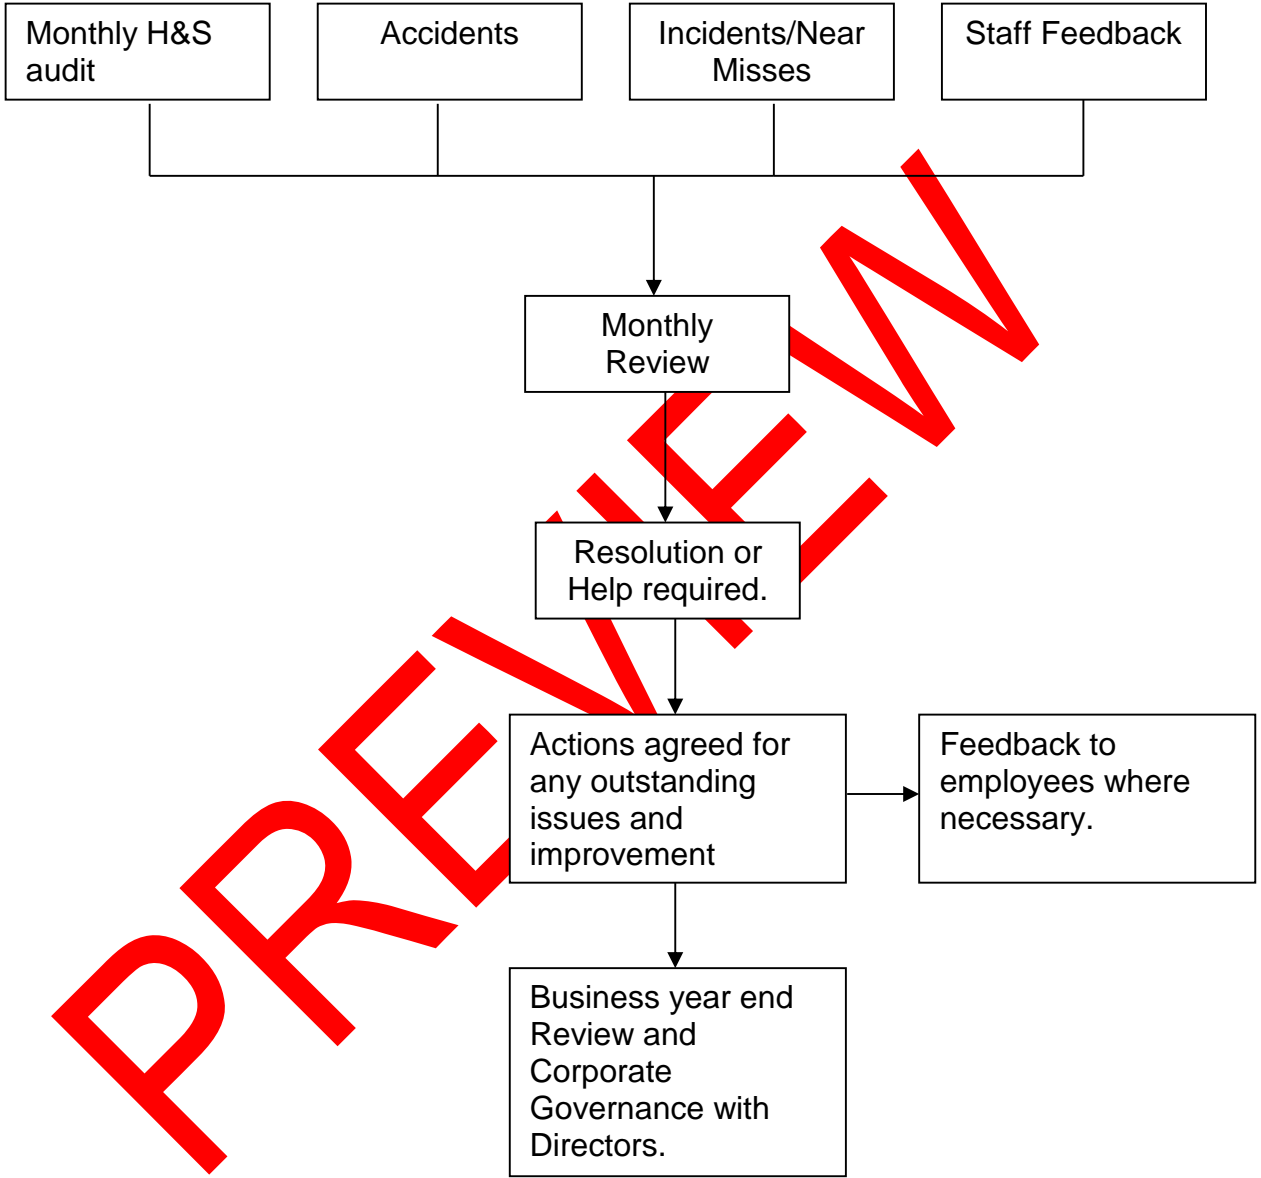 Monthly H&S
audit
Accidents
Incidents/Near
Misses
Staff Feedback
Monthly
Review
Resolution or
Help required.
Actions agreed for
any outstanding
issues and
improvement
Feedback to
employees where
necessary.
Business year end
Review and
Corporate
Governance with
Directors.
PREVIEW